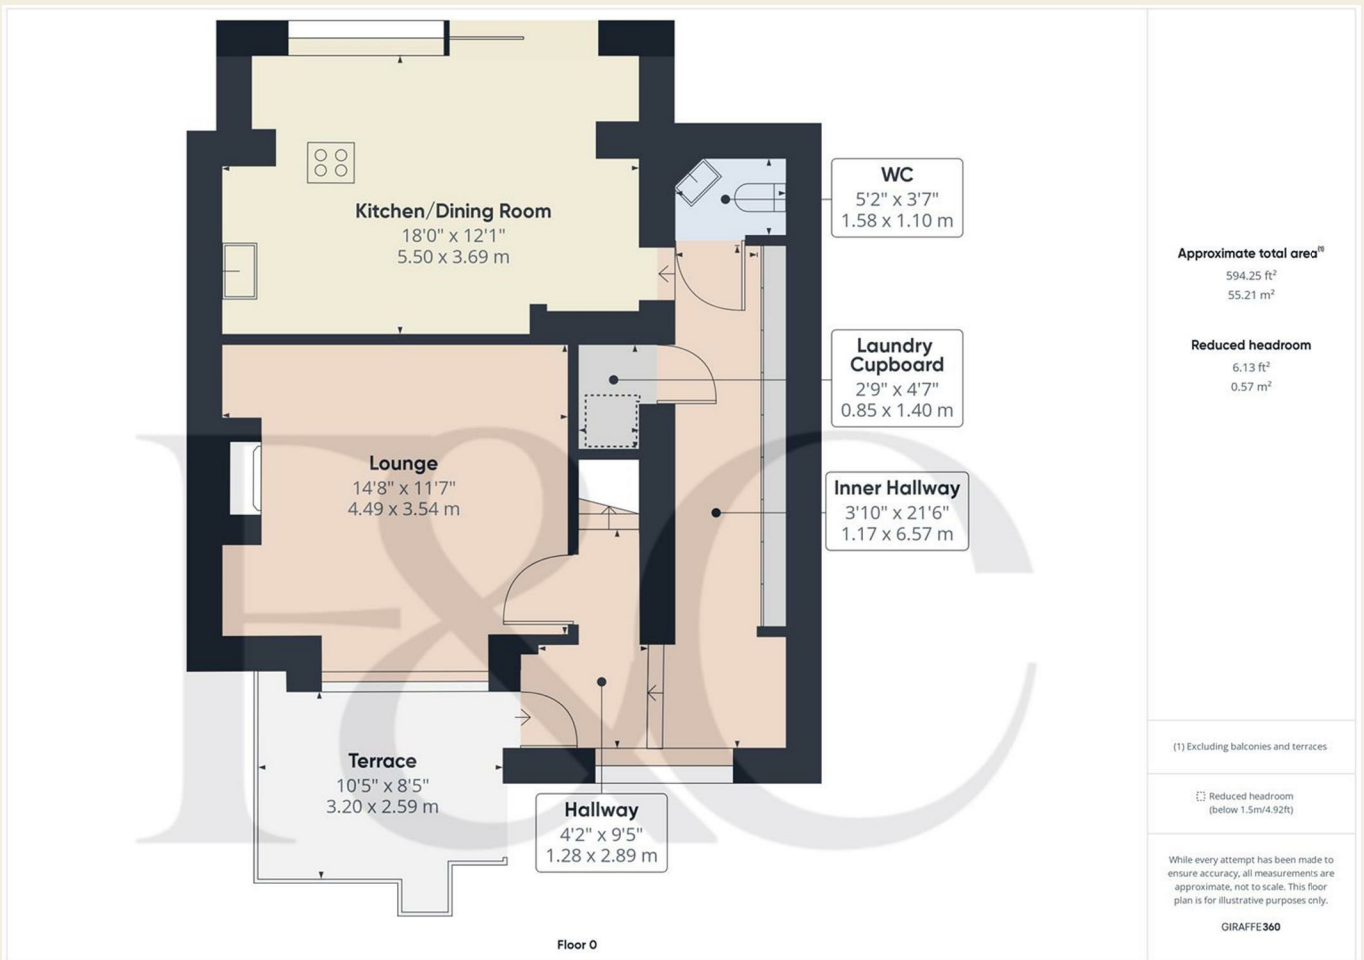 Kitchen/Dining Room
18'0" x 12'1"
5.50 x 3.69 m
WC
5'2" x 3'7"
1.58 x 1.10 m
Laundry
Cupboard
2'9" x 4'7"
0.85 x 1.40 m
Lounge
14'8" x 11'7"
4.49 x 3.54 m
Inner Hallway
3'10" x 21'6"
1.17 x 6.57 m
Terrace
10'5" x 8'5"
3.20 x 2.59 m
Hallway
4'2" x 9'5"
1.28 x 2.89 m
F&C
Floor 0
Approximate total area(1)
594.25 ft²
55.21 m²
Reduced headroom
6.13 ft²
0.57 m²
(1) Excluding balconies and terraces
Reduced headroom
(below 1.5m/4.92ft)
While every attempt has been made to
ensure accuracy, all measurements are
approximate, not to scale. This floor
plan is for illustrative purposes only.
GIRAFFE360